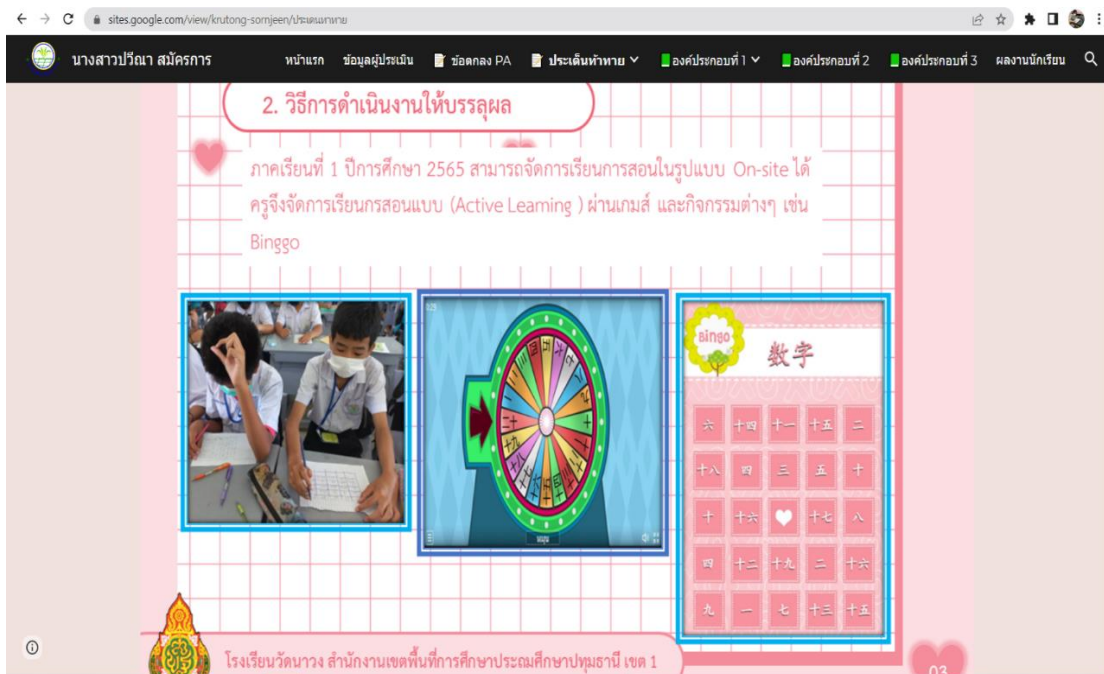 sites.google.com/view/krutong-sornjeen/ประเด็นท้าทาย
นางสาวปวีณา สมัครการ
หน้าแรก ข้อมูลผู้ประเมิน ข้อตกลง PA ประเด็นท้าทาย องค์ประกอบที่ 1 องค์ประกอบที่ 2 องค์ประกอบที่ 3 ผลงานนักเรียน
2. วิธีการดำเนินงานให้บรรลุผล
ภาคเรียนที่ 1 ปีการศึกษา 2565 สามารถจัดการเรียนการสอนในรูปแบบ On-site ได้
ครูจึงจัดการเรียนกรสอนแบบ (Active Learning ) ผ่านเกมส์ และกิจกรรมต่างๆ เช่น
Binggo
หมุน
Bingo
数字
六 十四 十一 十五 二
十八 四 三 五 十
十 十六 十七 八
四 十二 十九 二 十六
九 一 七 十三 十五
โรงเรียนวัดนาวง สำนักงานเขตพื้นที่การศึกษาประถมศึกษาปทุมธานี เขต 1
03